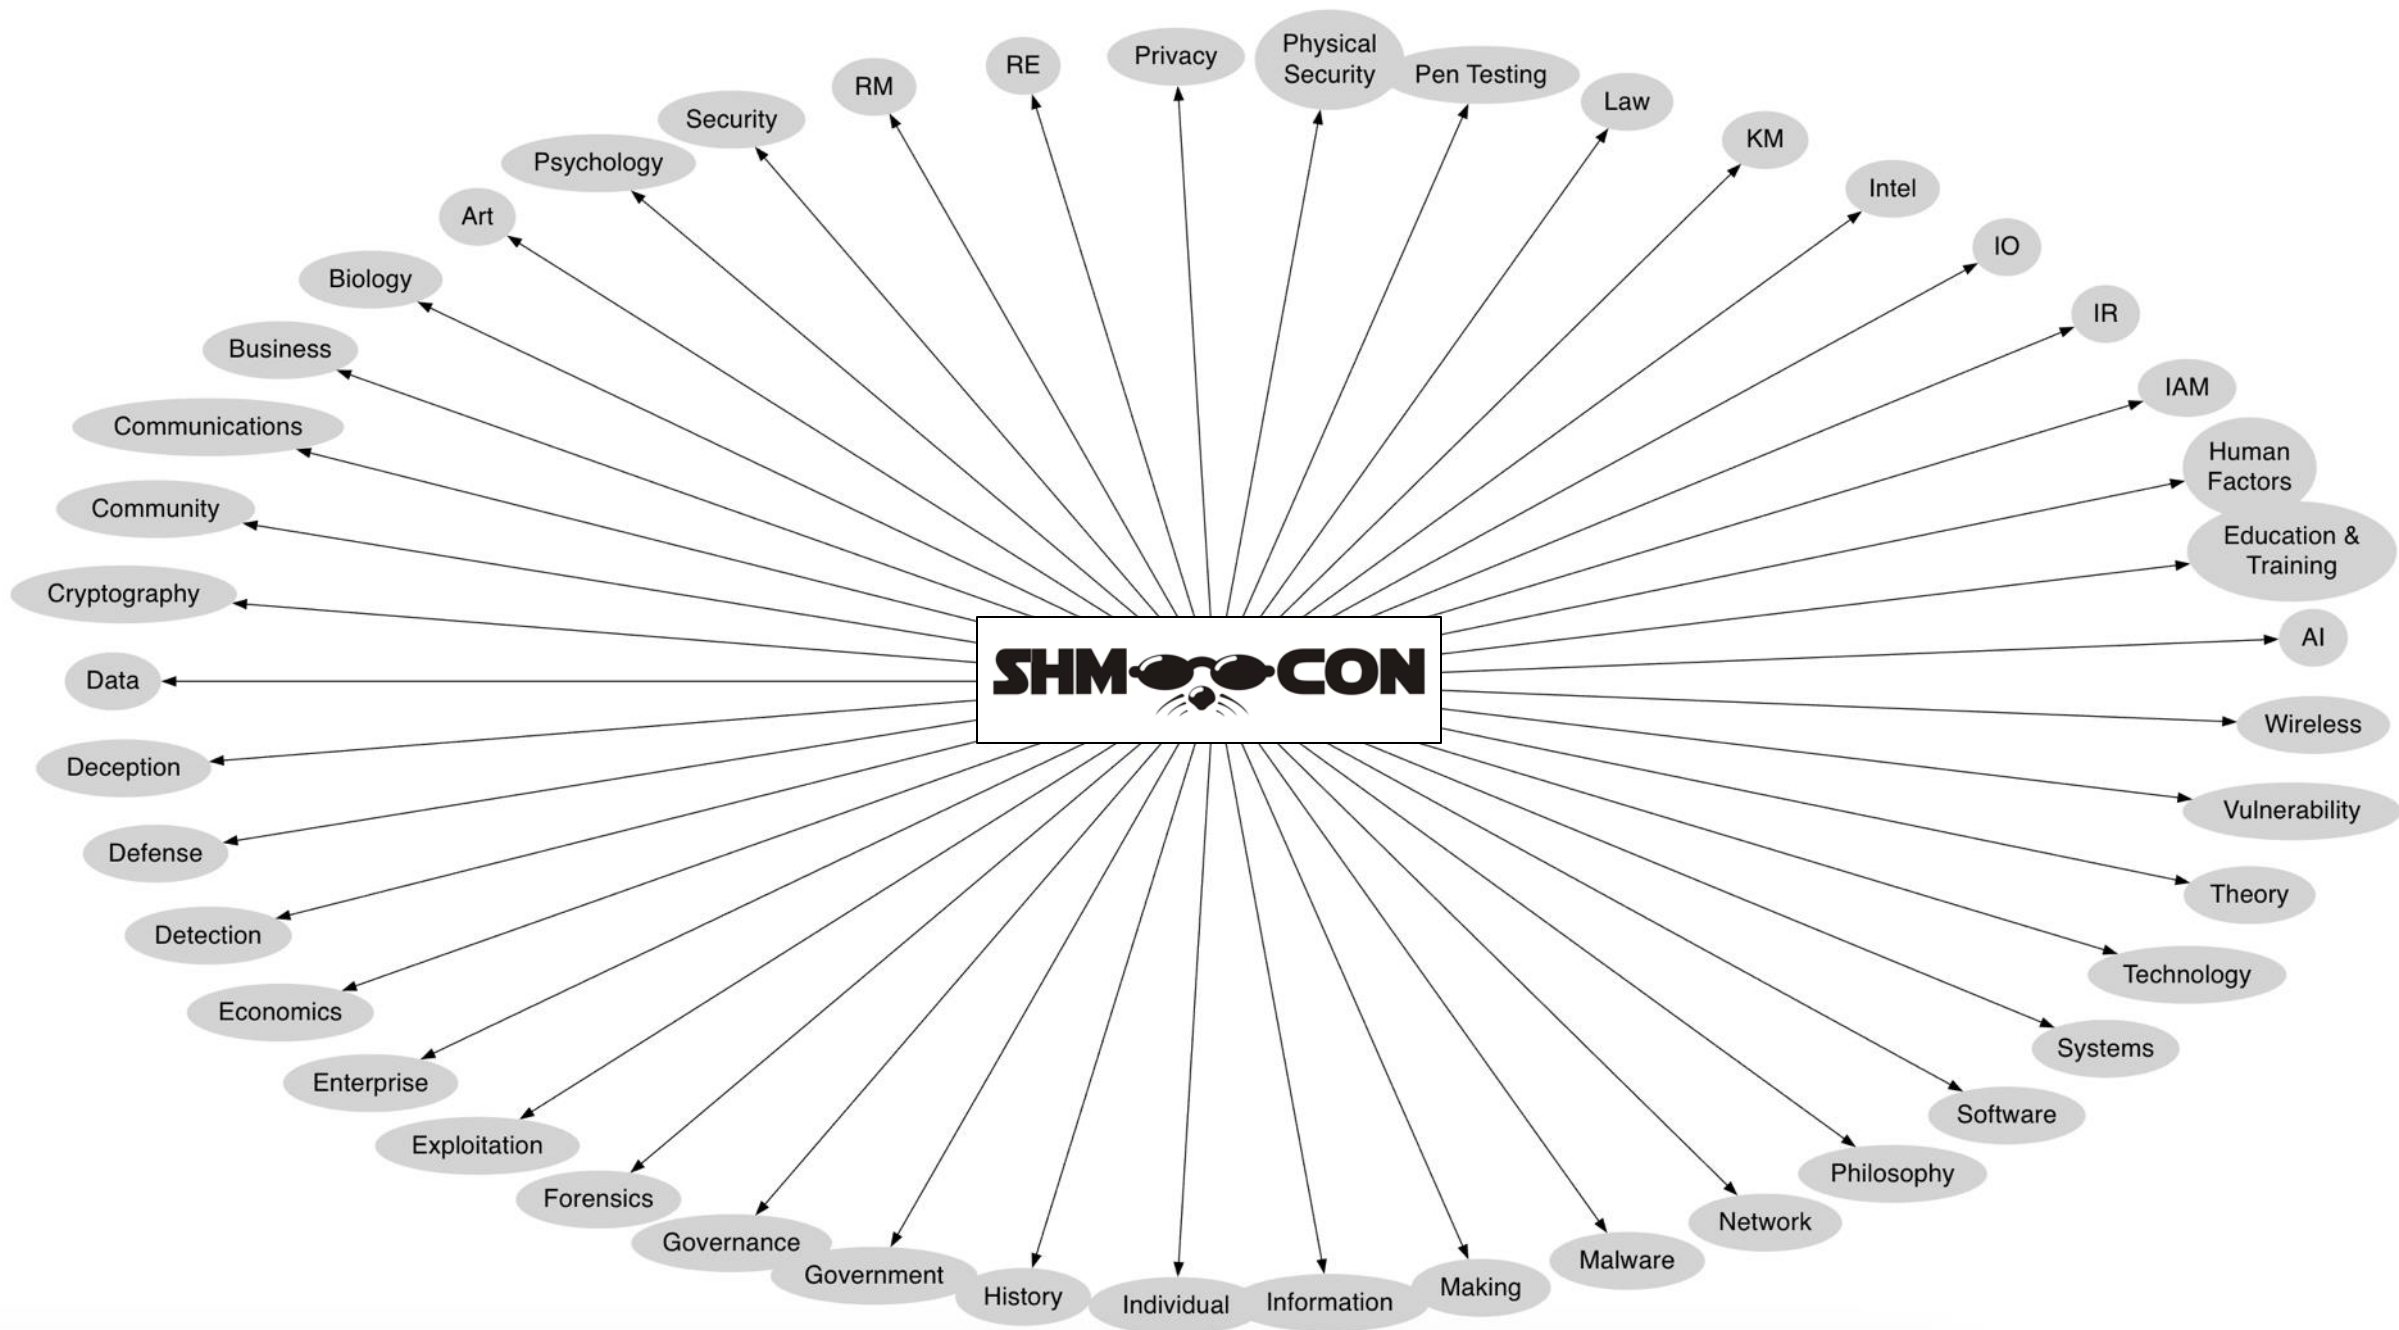 Privacy
Physical
Security
Pen Testing
Law
KM
Intel
IO
IR
IAM
Human
Factors
Education &
Training
AI
Wireless
Vulnerability
Theory
Technology
Systems
Software
Philosophy
Network
Malware
Making
Information
Individual
History
Government
Governance
Forensics
Exploitation
Enterprise
Economics
Detection
Defense
Deception
Data
Cryptography
Community
Communications
Business
Biology
Art
Psychology
Security
RM
RE
SHMOOCON